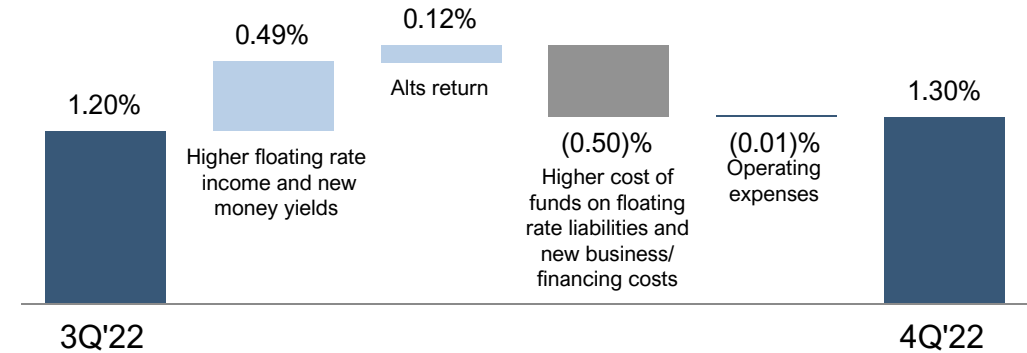 1.20%
0.49%
Higher floating rate
income and new
money yields
0.12%
Alts return
(0.50)%
Higher cost of
funds on floating
rate liabilities and
new business/
financing costs
(0.01)%
Operating
expenses
1.30%
3Q'22
4Q'22